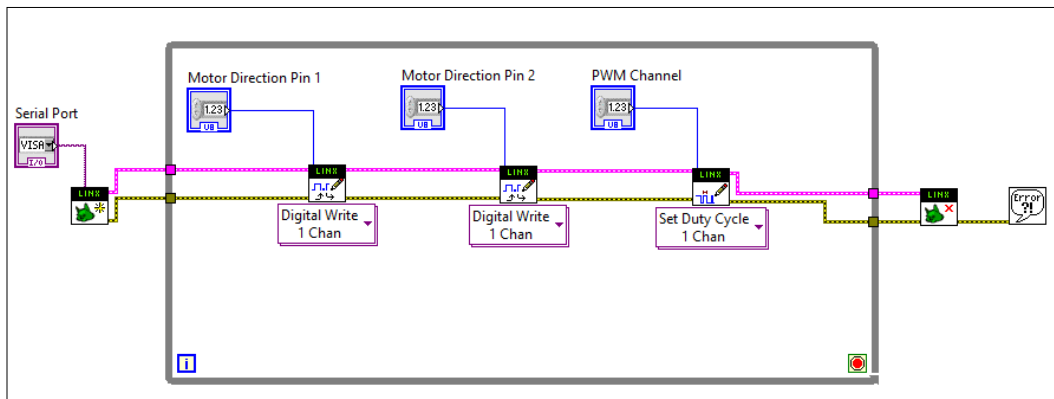 Motor Direction Pin 1
Motor Direction Pin 2
PWM Channel
1.23
U8
1.23
U8
1.23
U8
Serial Port
VISA
I/O
LINX
LINX
LINX
LINX
LINX
Error
?!
Digital Write
1 Chan
Digital Write
1 Chan
Set Duty Cycle
1 Chan
i